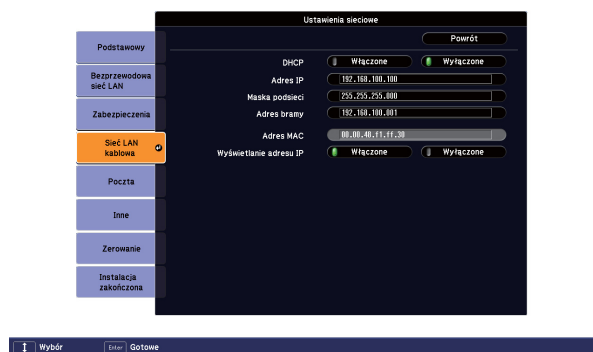 Ustawienia sieciowe
Powrót
Podstawowy
Bezprzewodowa
sieć LAN
Zabezpieczenia
Sieć LAN
kablowa
Poczta
Inne
Zerowanie
Instalacja
zakończona
DHCP Włączone Wyłączone
Adres IP 192.168.100.100
Maska podsieci 255.255.255.000
Adres bramy 192.168.100.001
Adres MAC 00.00.48.f1.ff.30
Wyświetlanie adresu IP Włączone Wyłączone
Wybór Enter Gotowe